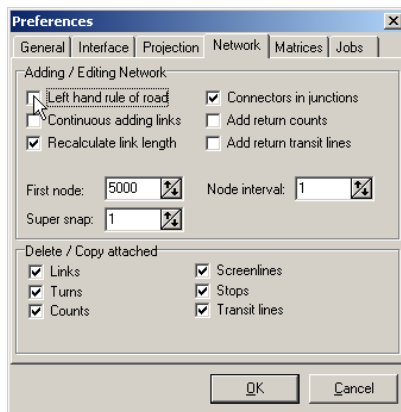 Preferences
General Interface Projection Network Matrices Jobs
Adding / Editing Network
Left hand rule of road
Connectors in junctions
Continuous adding links
Add return counts
Recalculate link length
Add return transit lines
First node: 5000
Node interval: 1
Super snap: 1
Delete / Copy attached
Links
Screenlines
Turns
Stops
Counts
Transit lines
OK
Cancel